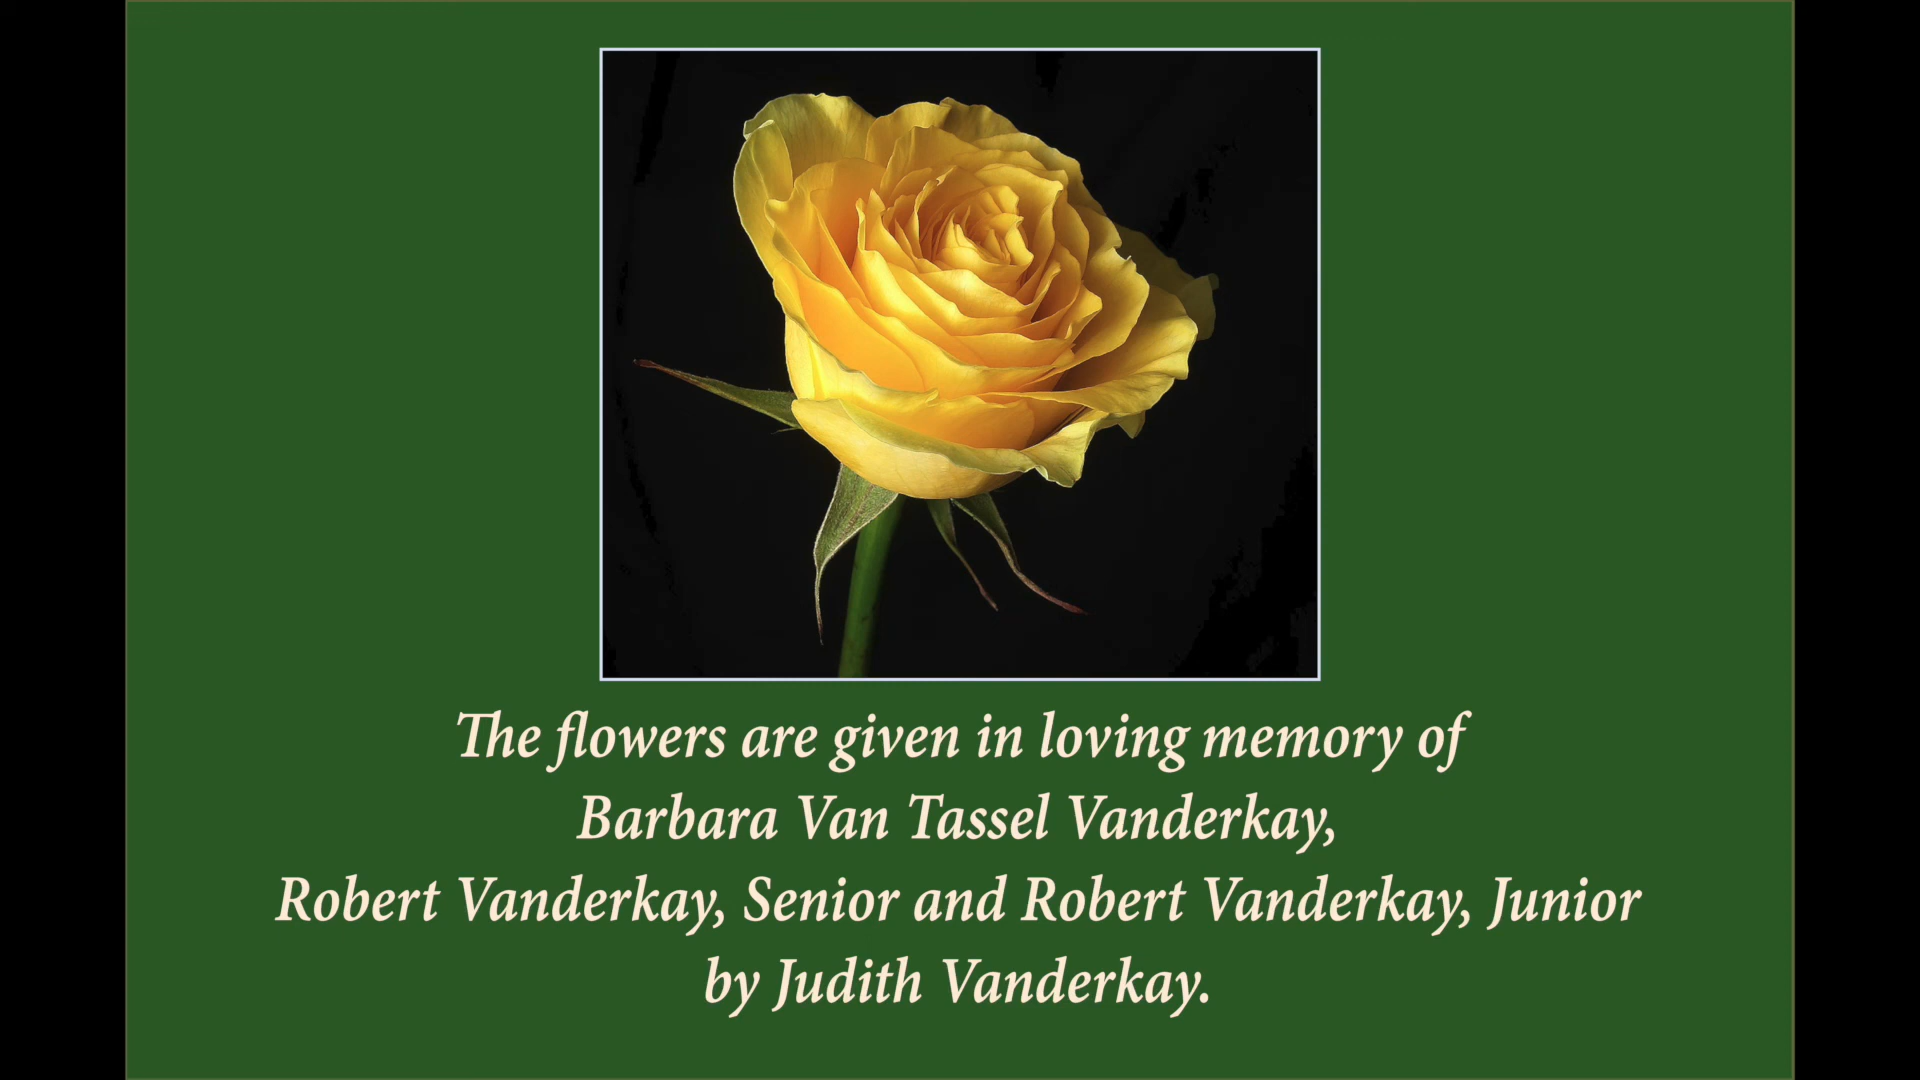 The flowers are given in loving memory of
Barbara Van Tassel Vanderkay,
Robert Vanderkay, Senior and Robert Vanderkay, Junior
by Judith Vanderkay.